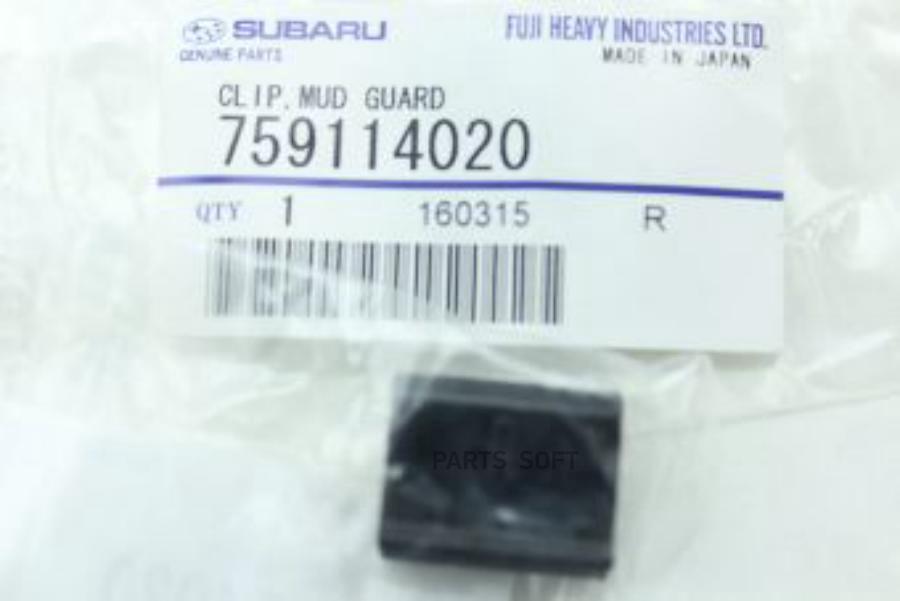 SUBARU FUJI HEAVY INDUSTRIES LTD.
GENUINE PARTS MADE IN JAPAN
CLIP, MUD GUARD
759114020
QTY 1 160315 R
PARTS SOFT